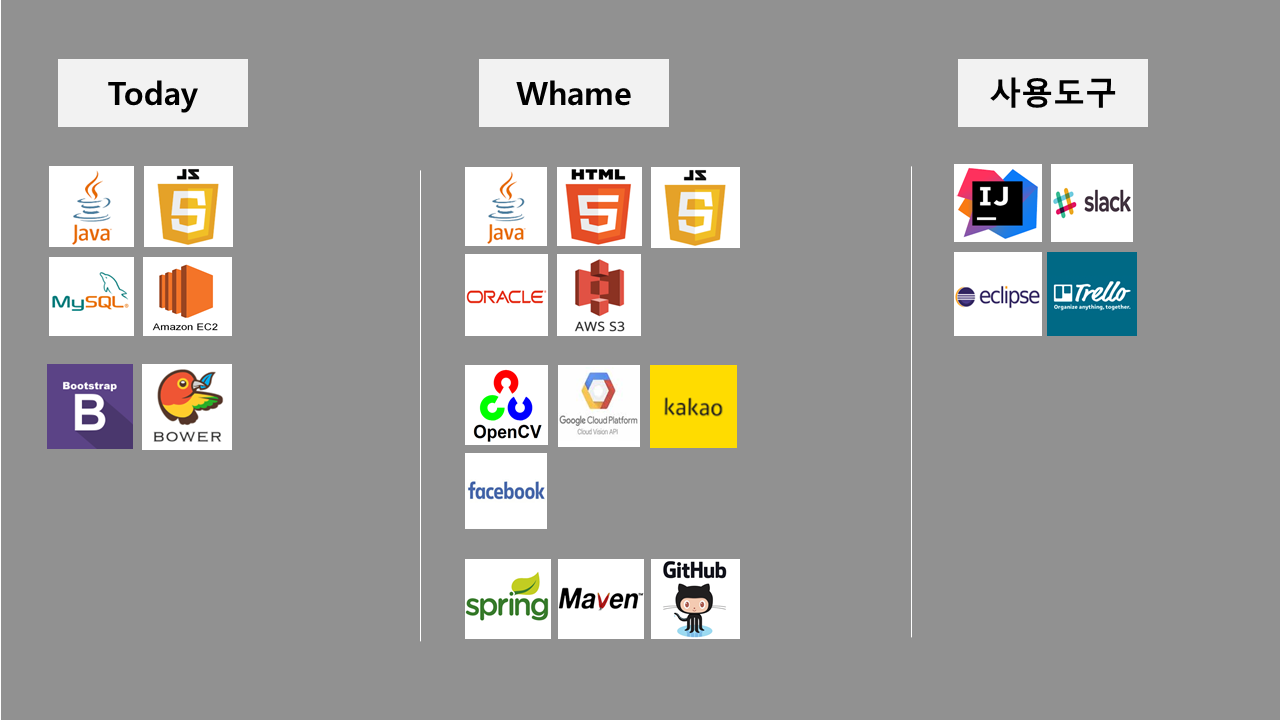 Today
Java
JS
5
MySQL®
Amazon EC2
Bootstrap
B
BOWER
Whame
Java
HTML
5
JS
5
ORACLE®
AWS S3
OpenCV
Google Cloud Platform
Cloud Vision API
kakao
facebook
spring
Maven™
GitHub
사용도구
IJ
slack
eclipse
Trello
Organize anything, together.